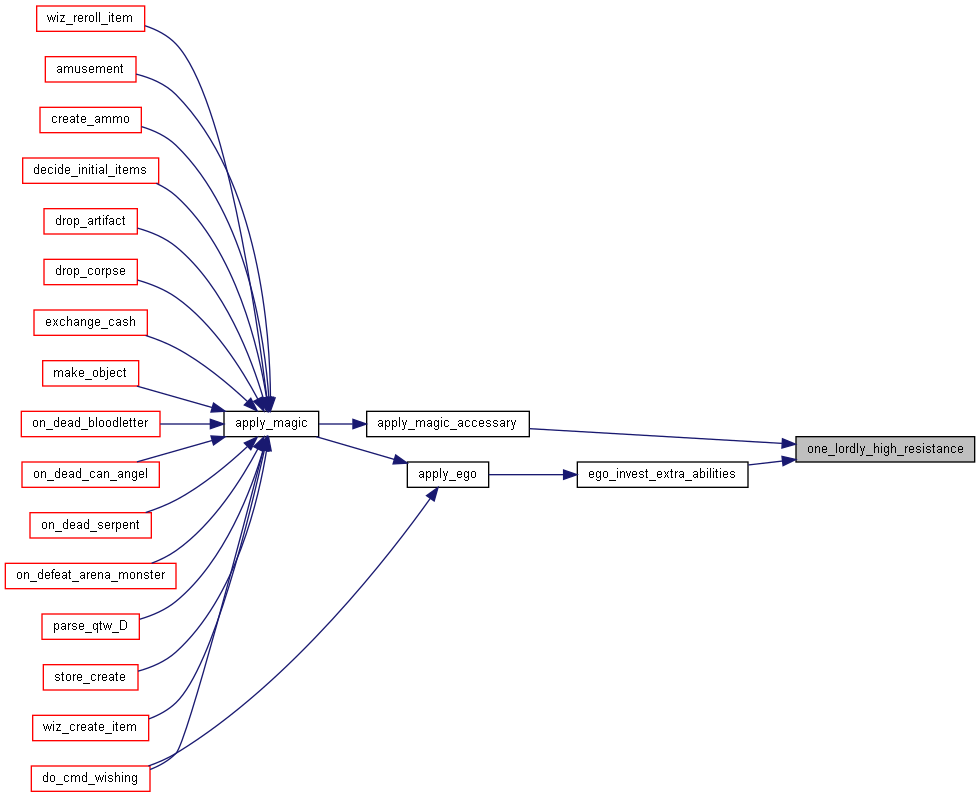 wiz_reroll_item
amusement
create_ammo
decide_initial_items
drop_artifact
drop_corpse
exchange_cash
make_object
on_dead_bloodletter
on_dead_can_angel
on_dead_serpent
on_defeat_arena_monster
parse_qtw_D
store_create
wiz_create_item
do_cmd_wishing
apply_magic
apply_magic_accessary
apply_ego
ego_invest_extra_abilities
one_lordly_high_resistance